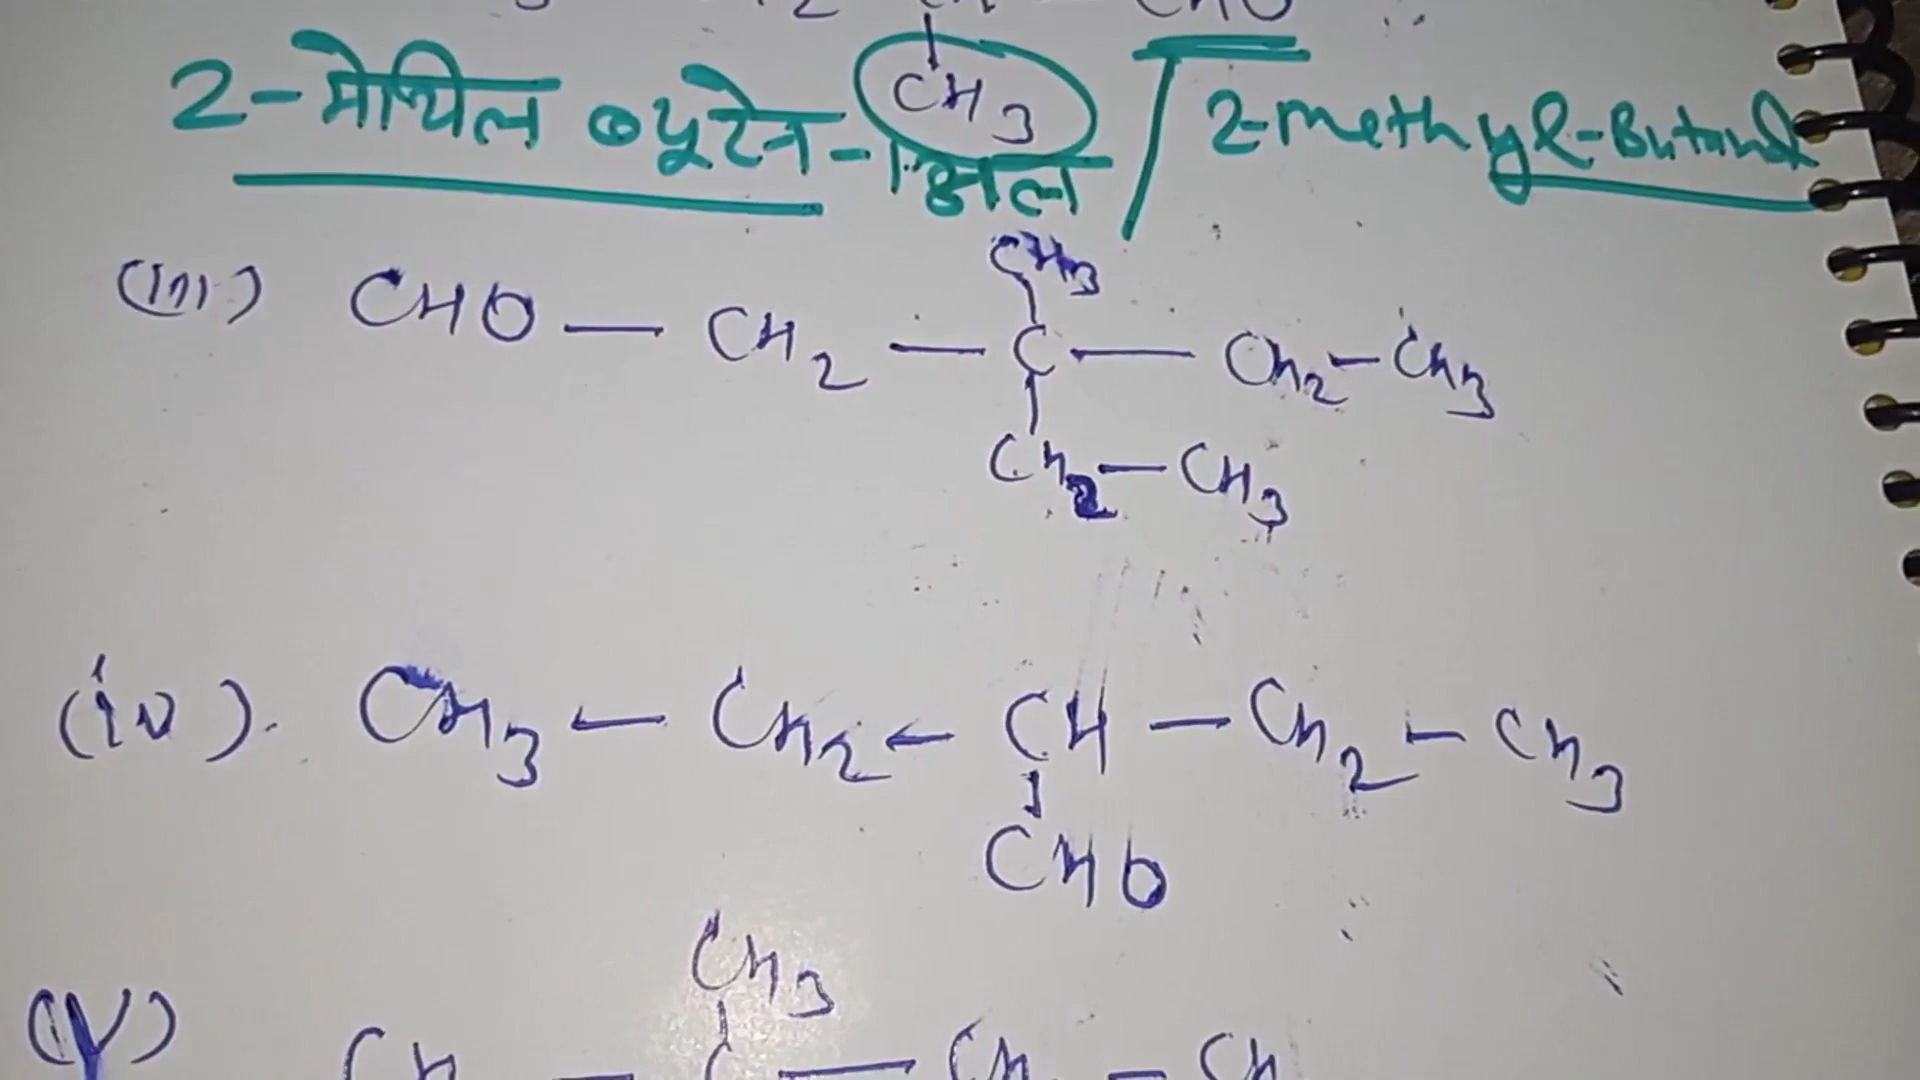 CHO
CH3
2-मेथिल ब्यूटेन-अल / 2-methyl-Butanal
CH3
(iii) CHO — CH2 — C — CH2 — CH3
CH2 — CH3
(iv). CH3 — CH2 — CH — CH2 — CH3
CHO
CH3
(V)